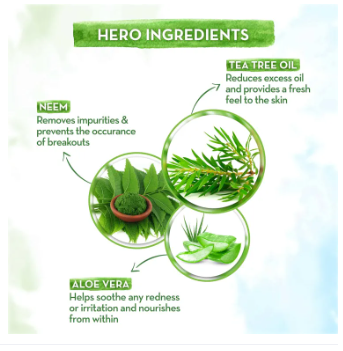 HERO INGREDIENTS
TEA TREE OIL
Reduces excess oil
and provides a fresh
feel to the skin
NEEM
Removes impurities &
prevents the occurance
of breakouts
ALOE VERA
Helps soothe any redness
or irritation and nourishes
from within